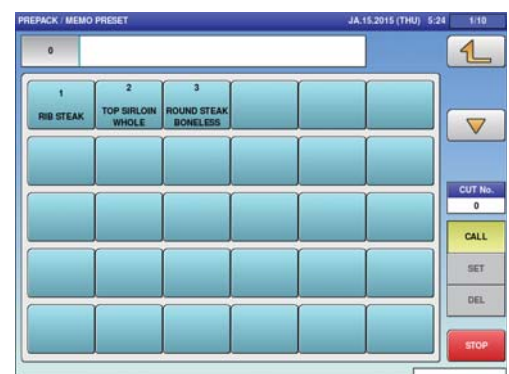 PREPACK / MEMO PRESET JA.15.2015 (THU) 5:24 1/10
0
1
RIB STEAK
2
TOP SIRLOIN
WHOLE
3
ROUND STEAK
BONELESS
CUT No.
0
CALL
SET
DEL
STOP